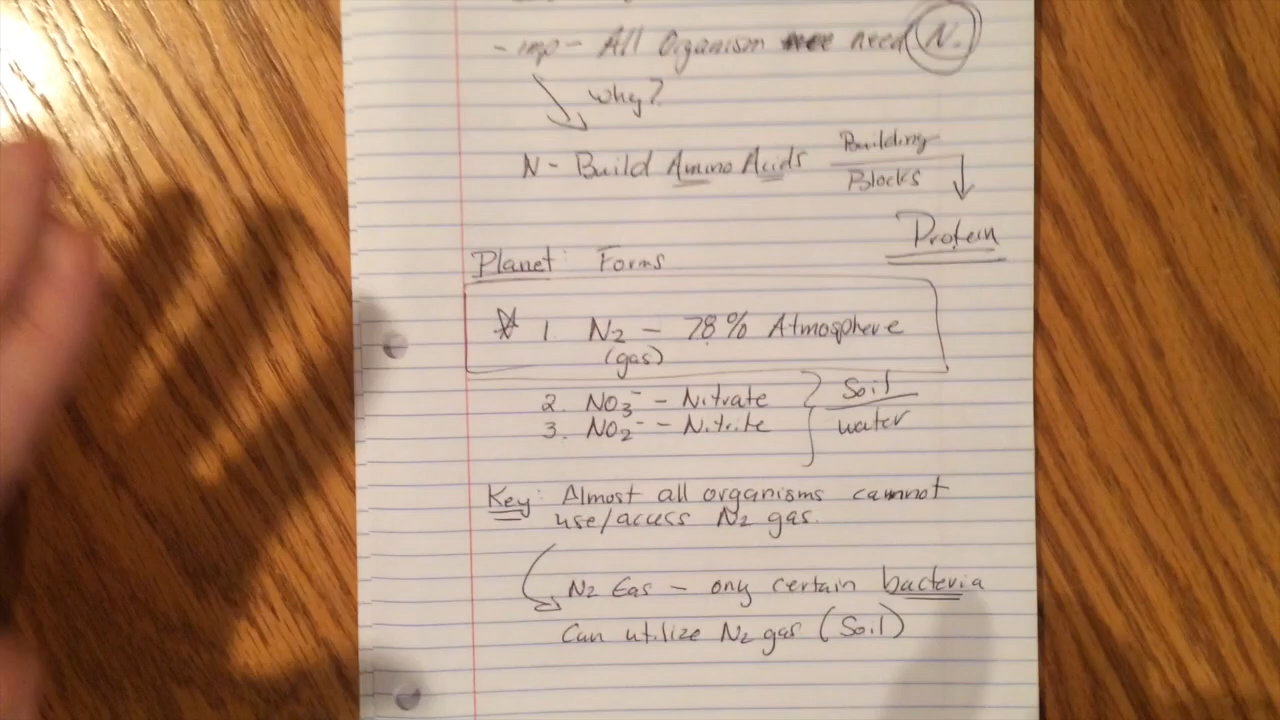 - imp - All Organism need N.
why?
N - Build Amino Acids Building Blocks
Protein
Planet: Forms
☆ 1. N2 - 78% Atmosphere
(gas)
2. NO3⁻ - Nitrate Soil
3. NO2⁻ - Nitrite water
Key: Almost all organisms cannot
use/access N2 gas.
N2 Gas - ony certain bacteria
Can utilize N2 gas (Soil)